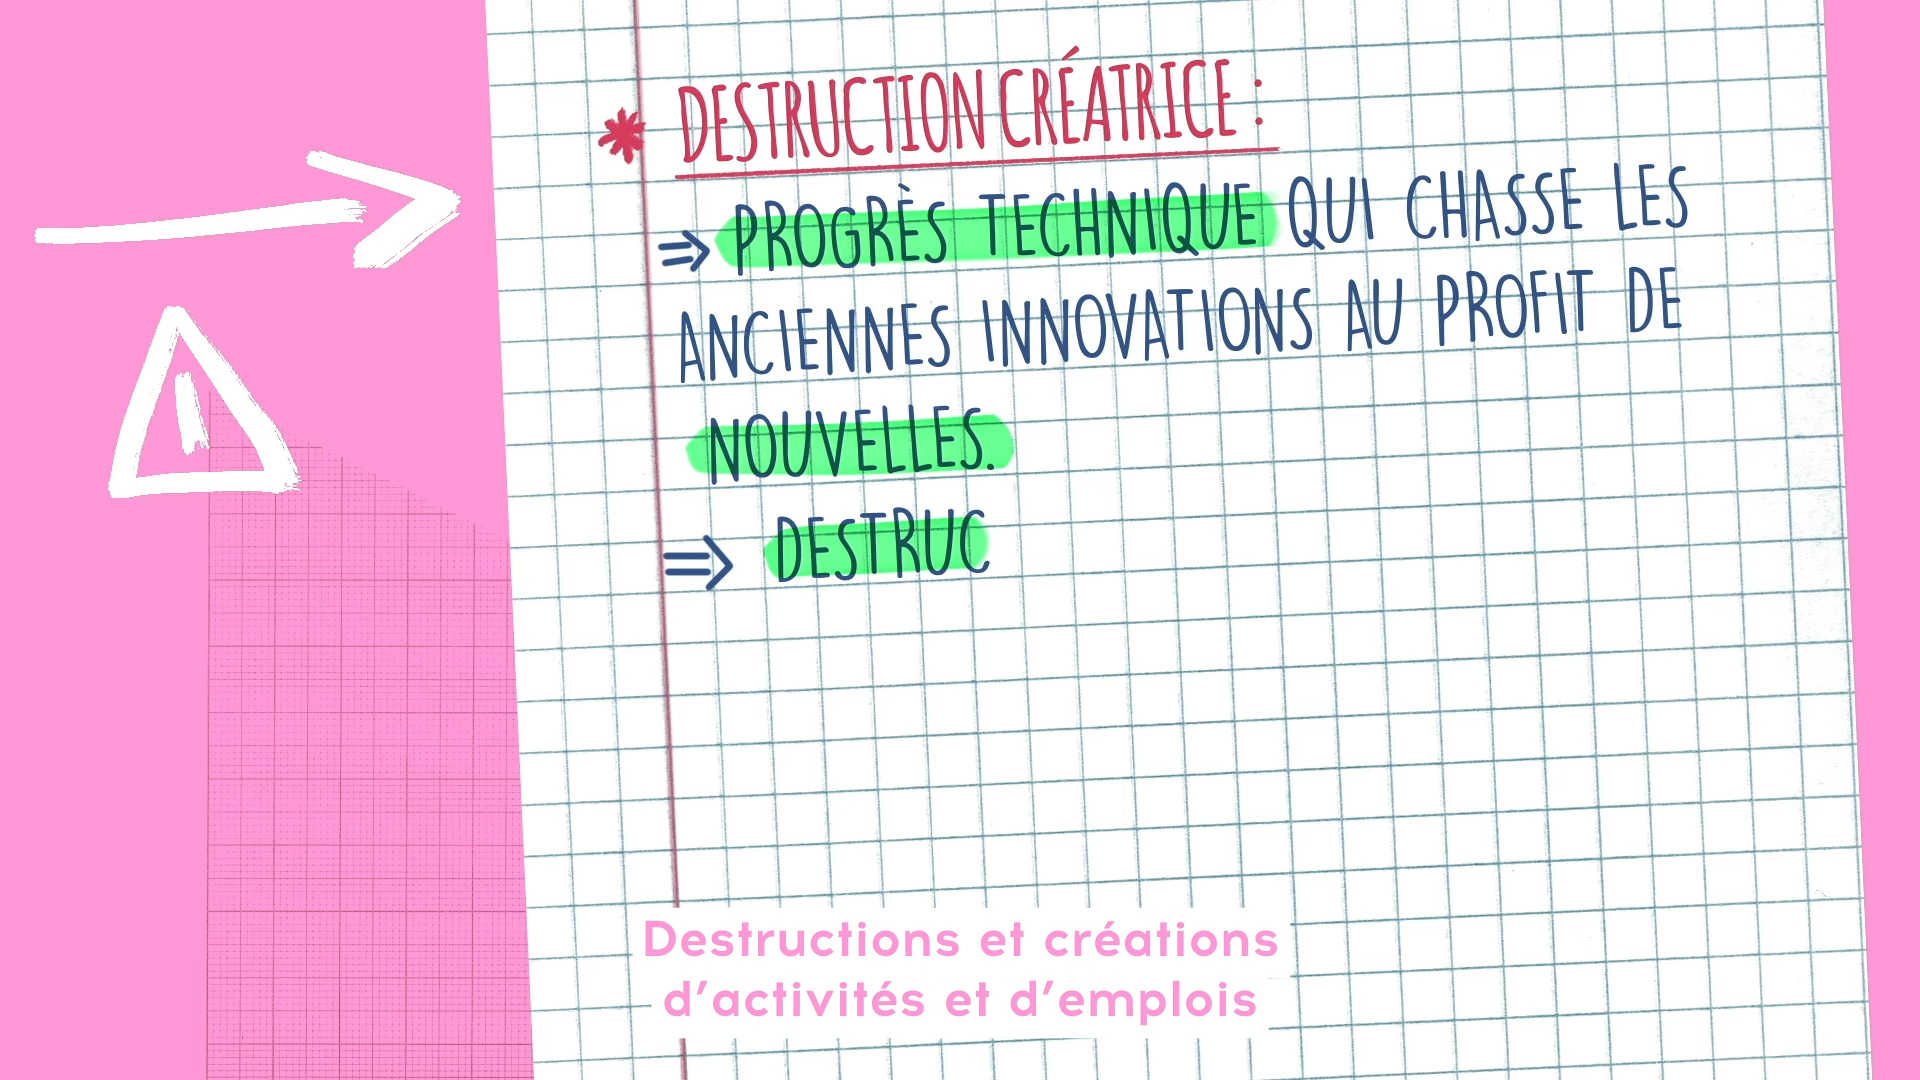 * DESTRUCTION CRÉATRICE :
⇒ PROGRÈS TECHNIQUE QUI CHASSE LES
ANCIENNES INNOVATIONS AU PROFIT DE
NOUVELLES.
⇒ DESTRUC
Destructions et créations
d’activités et d’emplois